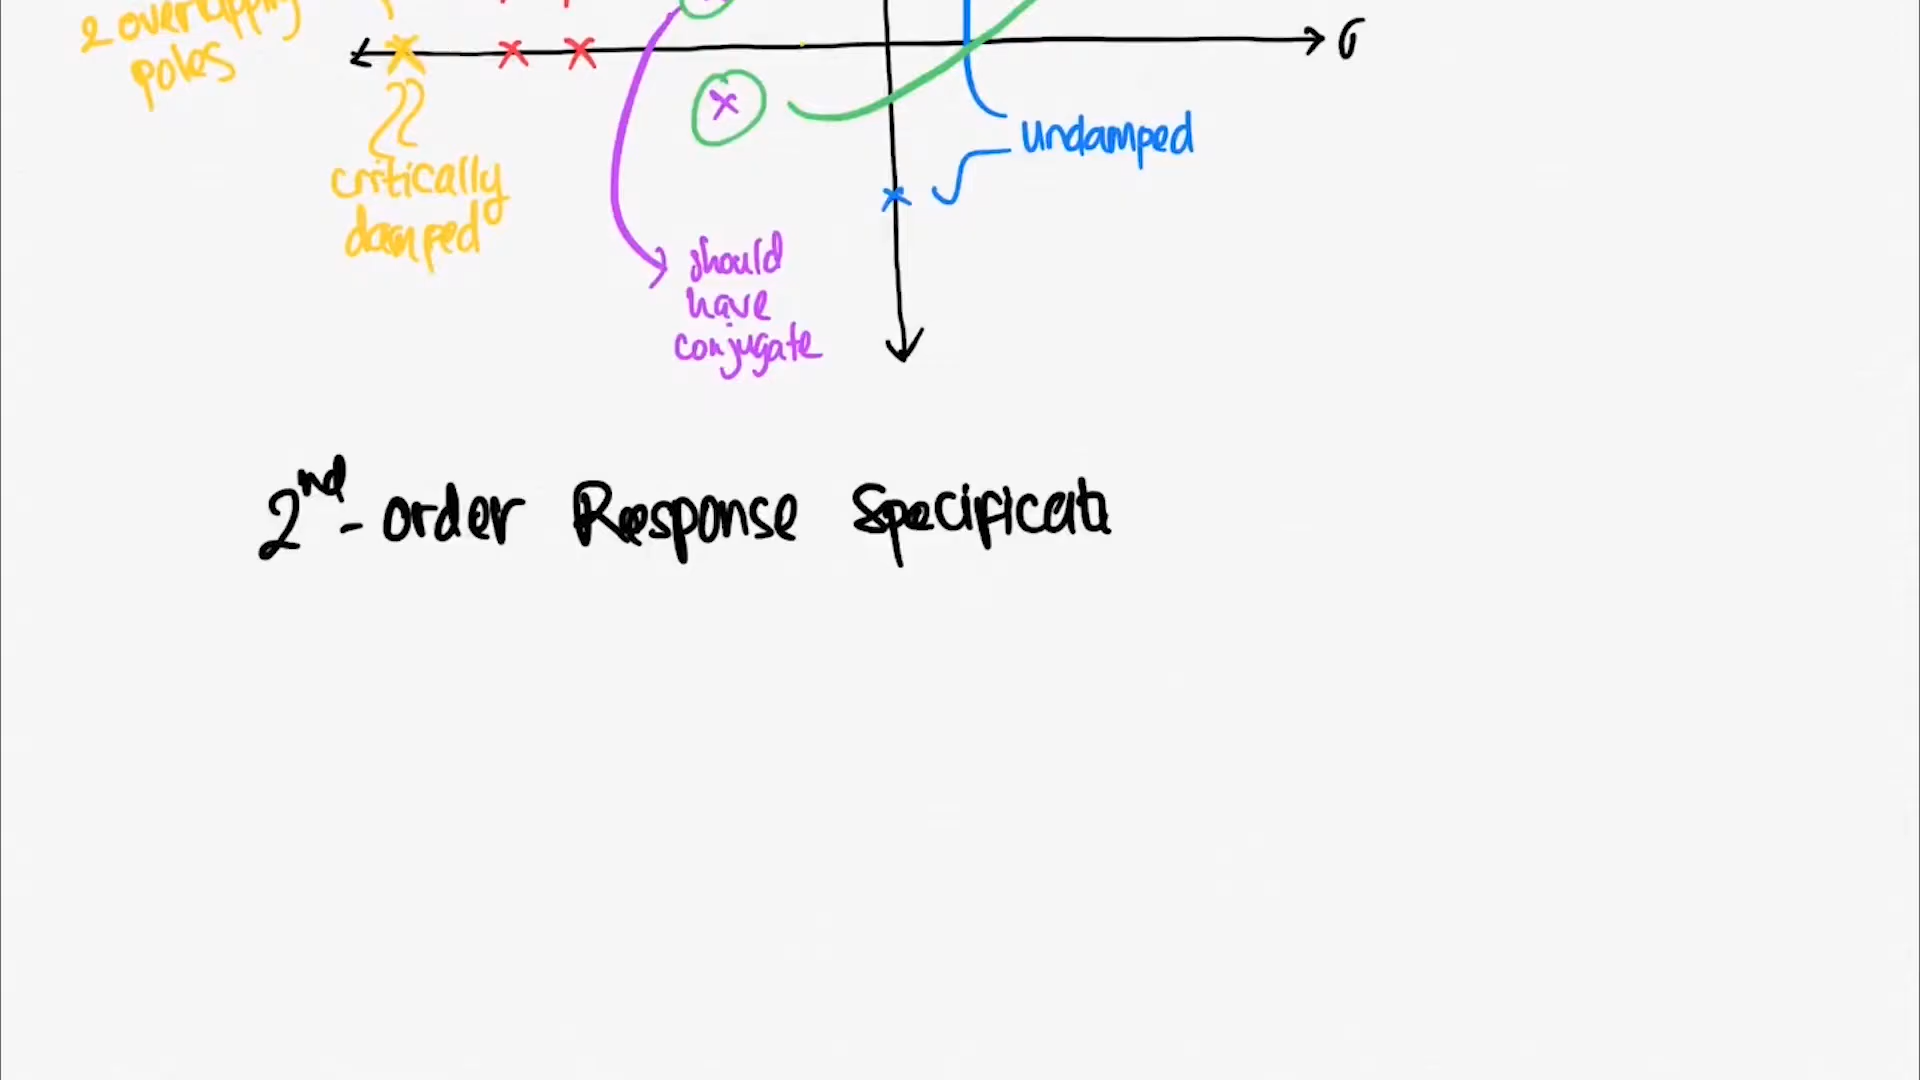 2 overlapping
poles
σ
undamped
critically
damped
should
have
conjugate
2nd-order Response Specificati